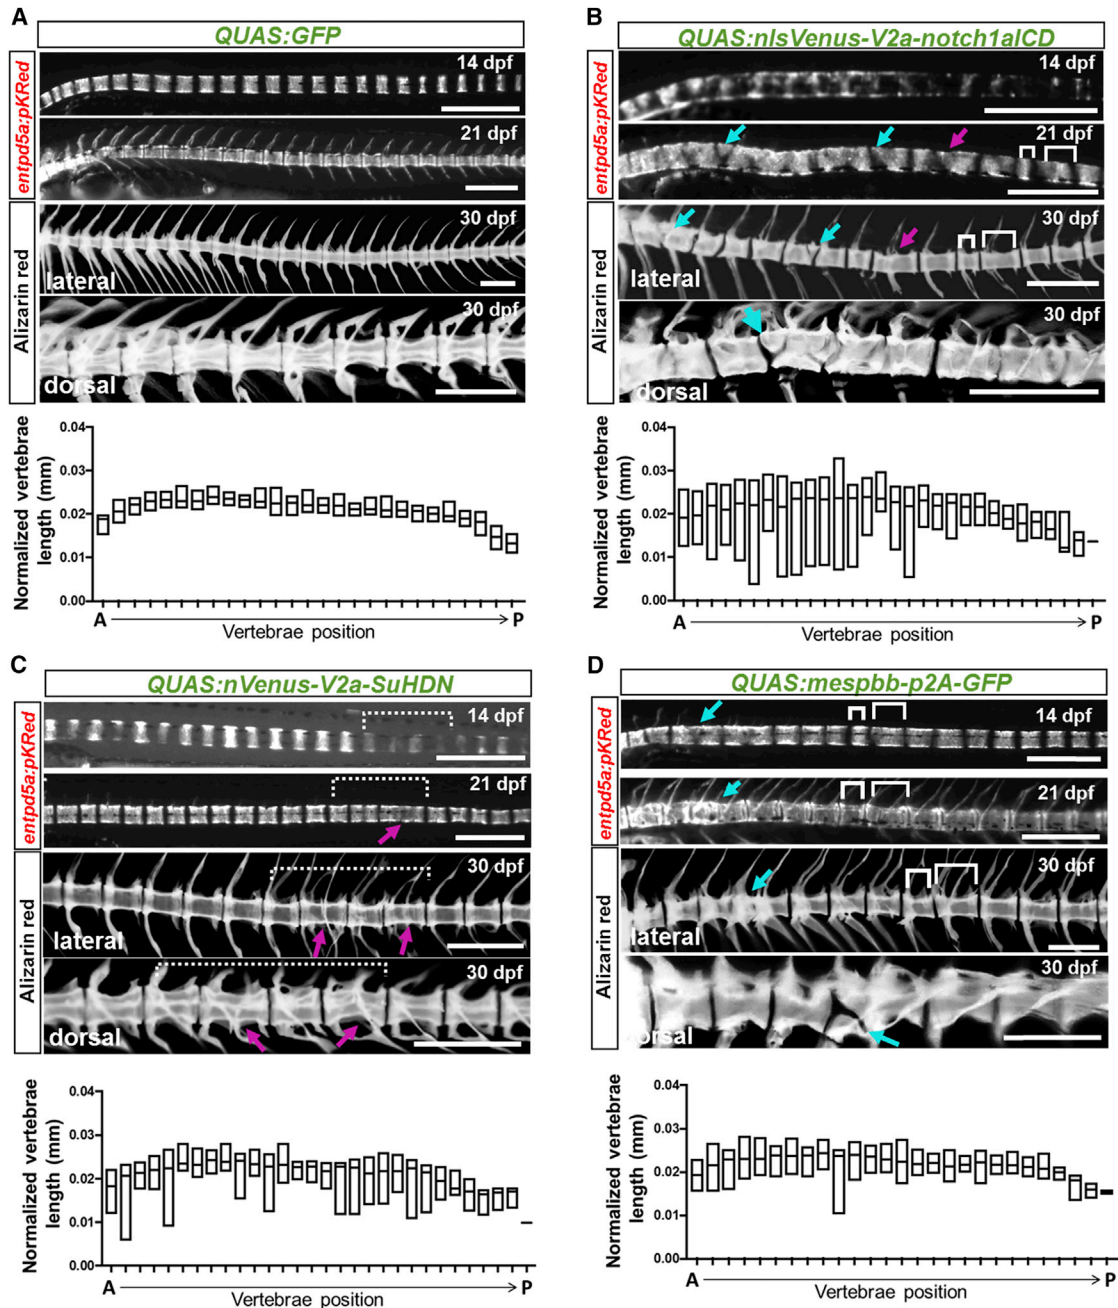 A
QUAS:GFP
entpd5a:pKRed
14 dpf
21 dpf
Alizarin red
30 dpf
lateral
30 dpf
dorsal
Normalized vertebrae length (mm)
0.04
0.03
0.02
0.01
0.00
A
P
Vertebrae position
B
QUAS:nlsVenus-V2a-notch1aICD
entpd5a:pKRed
14 dpf
21 dpf
Alizarin red
30 dpf
30 dpf
dorsal
Normalized vertebrae length (mm)
0.04
0.03
0.02
0.01
0.00
A
P
Vertebrae position
C
QUAS:nVenus-V2a-SuHDN
entpd5a:pKRed
14 dpf
21 dpf
Alizarin red
30 dpf
lateral
30 dpf
dorsal
Normalized vertebrae length (mm)
0.04
0.03
0.02
0.01
0.00
A
P
Vertebrae position
D
QUAS:mespbb-p2A-GFP
entpd5a:pKRed
14 dpf
21 dpf
Alizarin red
30 dpf
lateral
30 dpf
orsal
Normalized vertebrae length (mm)
0.04
0.03
0.02
0.01
0.00
A
P
Vertebrae position